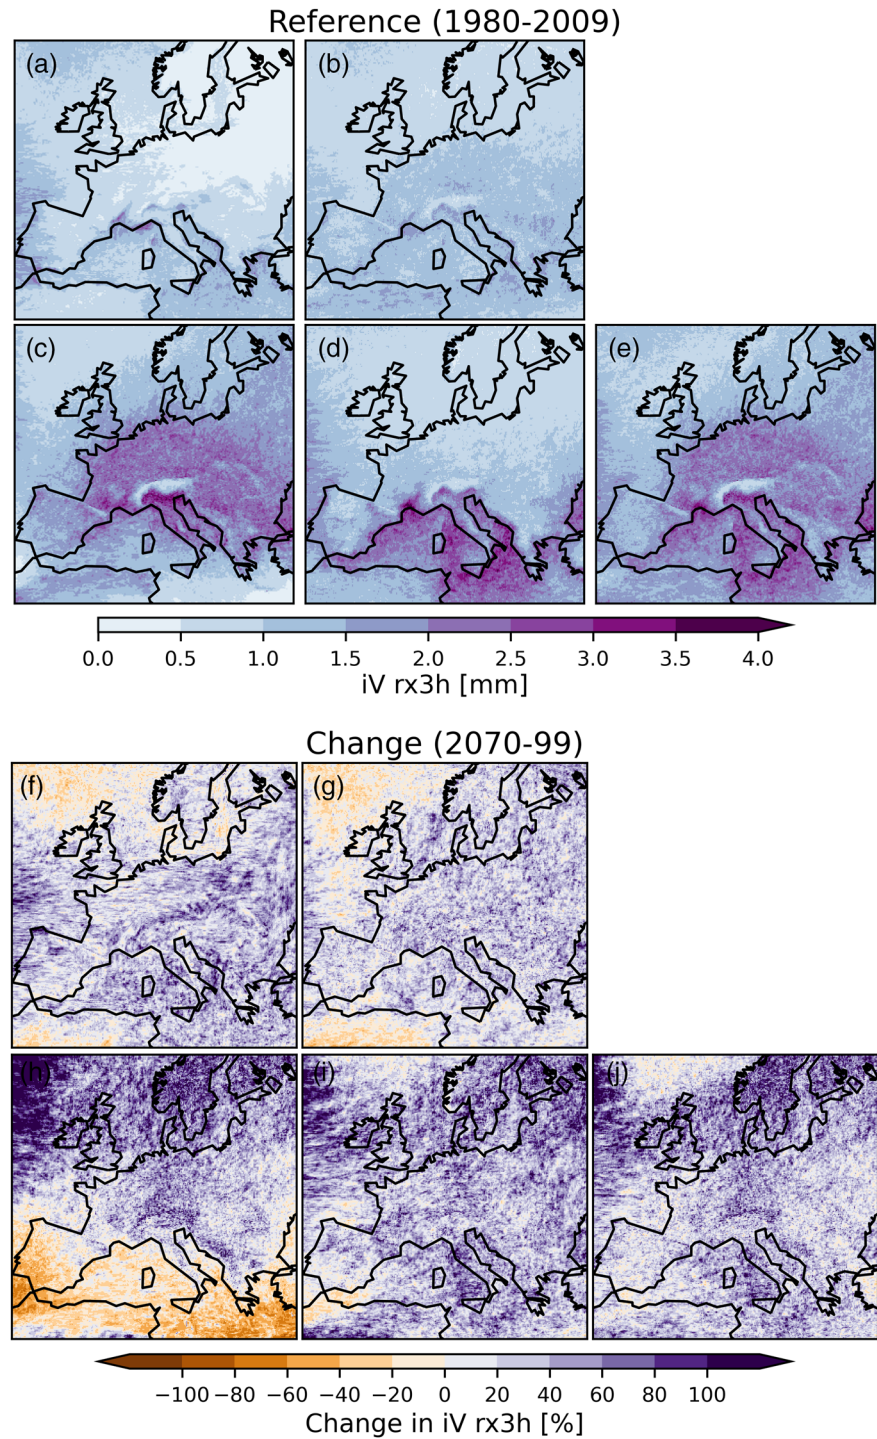 Reference (1980-2009)
(a) (b)
(c) (d) (e)
0.0 0.5 1.0 1.5 2.0 2.5 3.0 3.5 4.0
iV rx3h [mm]
Change (2070-99)
(f) (g)
(h) (i) (j)
−100 −80 −60 −40 −20 0 20 40 60 80 100
Change in iV rx3h [%]